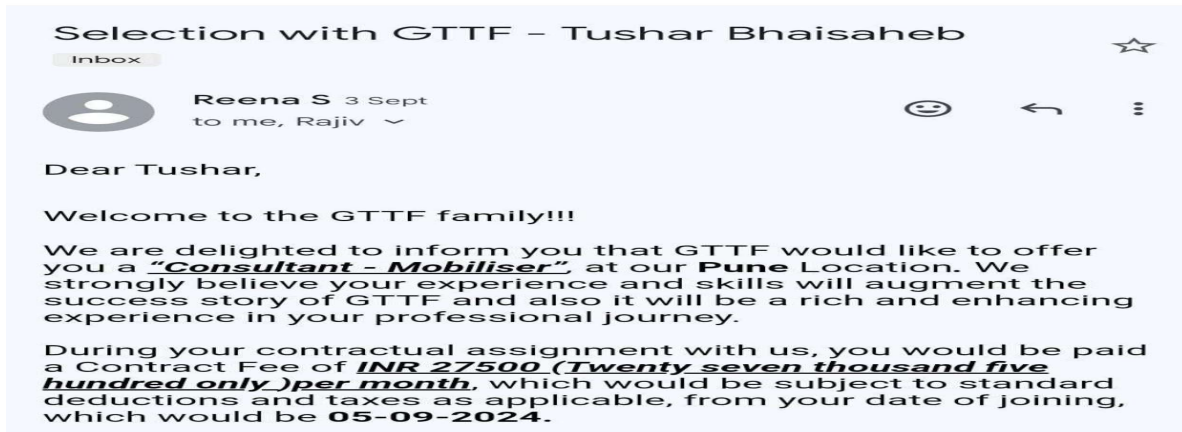 Selection with GTTF – Tushar Bhaisaheb
Inbox
Reena S 3 Sept
to me, Rajiv
Dear Tushar,
Welcome to the GTTF family!!!
We are delighted to inform you that GTTF would like to offer
you a “Consultant - Mobiliser”, at our Pune Location. We
strongly believe your experience and skills will augment the
success story of GTTF and also it will be a rich and enhancing
experience in your professional journey.
During your contractual assignment with us, you would be paid
a Contract Fee of INR 27500 (Twenty seven thousand five
hundred only )per month, which would be subject to standard
deductions and taxes as applicable, from your date of joining,
which would be 05-09-2024.